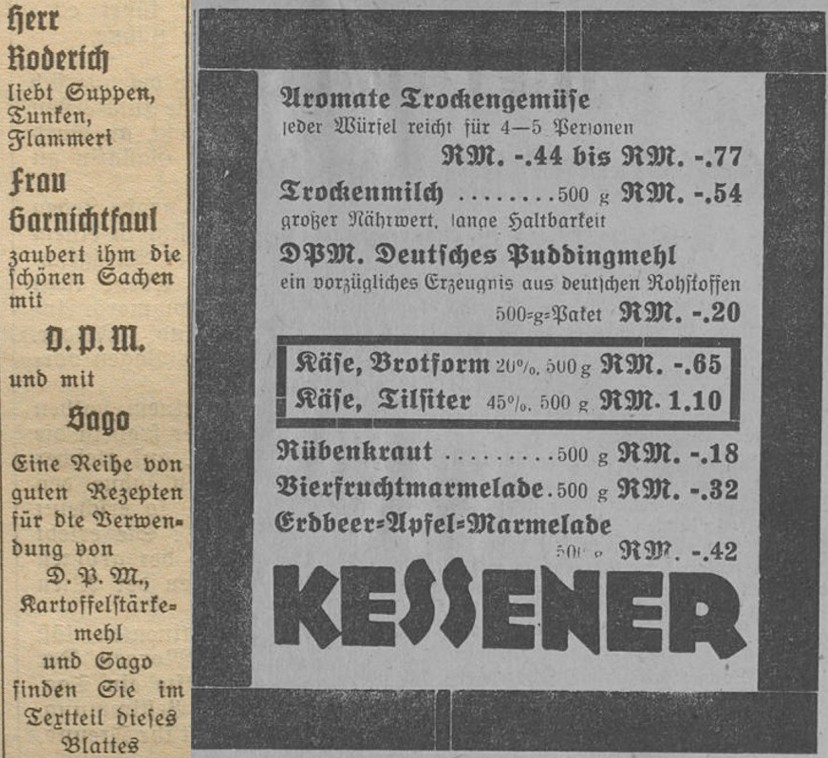 Herr
Roderich
liebt Suppen,
Tunken,
Flammeri
Frau
Garnichtfaul
zaubert ihm die
schönen Sachen
mit
D.P.M.
und mit
Sago
Eine Reihe von
guten Rezepten
für die Verwen-
dung von
D. P. M.,
Kartoffelstärke-
mehl
und Sago
finden Sie im
Textteil dieses
Blattes
Aromate Trockengemüse
jeder Würfel reicht für 4—5 Personen
RM. -.44 bis RM. -.77
Trockenmilch ........500 g RM. -.54
großer Nährwert, lange Haltbarkeit
DPM. Deutsches Puddingmehl
ein vorzügliches Erzeugnis aus deutschen Rohstoffen
500-g-Paket RM. -.20
Käse, Brotform 20%, 500 g RM. -.65
Käse, Tilsiter 45%, 500 g RM. 1.10
Rübenkraut .........500 g RM. -.18
Vierfruchtmarmelade.500 g RM. -.32
Erdbeer-Apfel-Marmelade
500 g RM. -.42
KESSENER